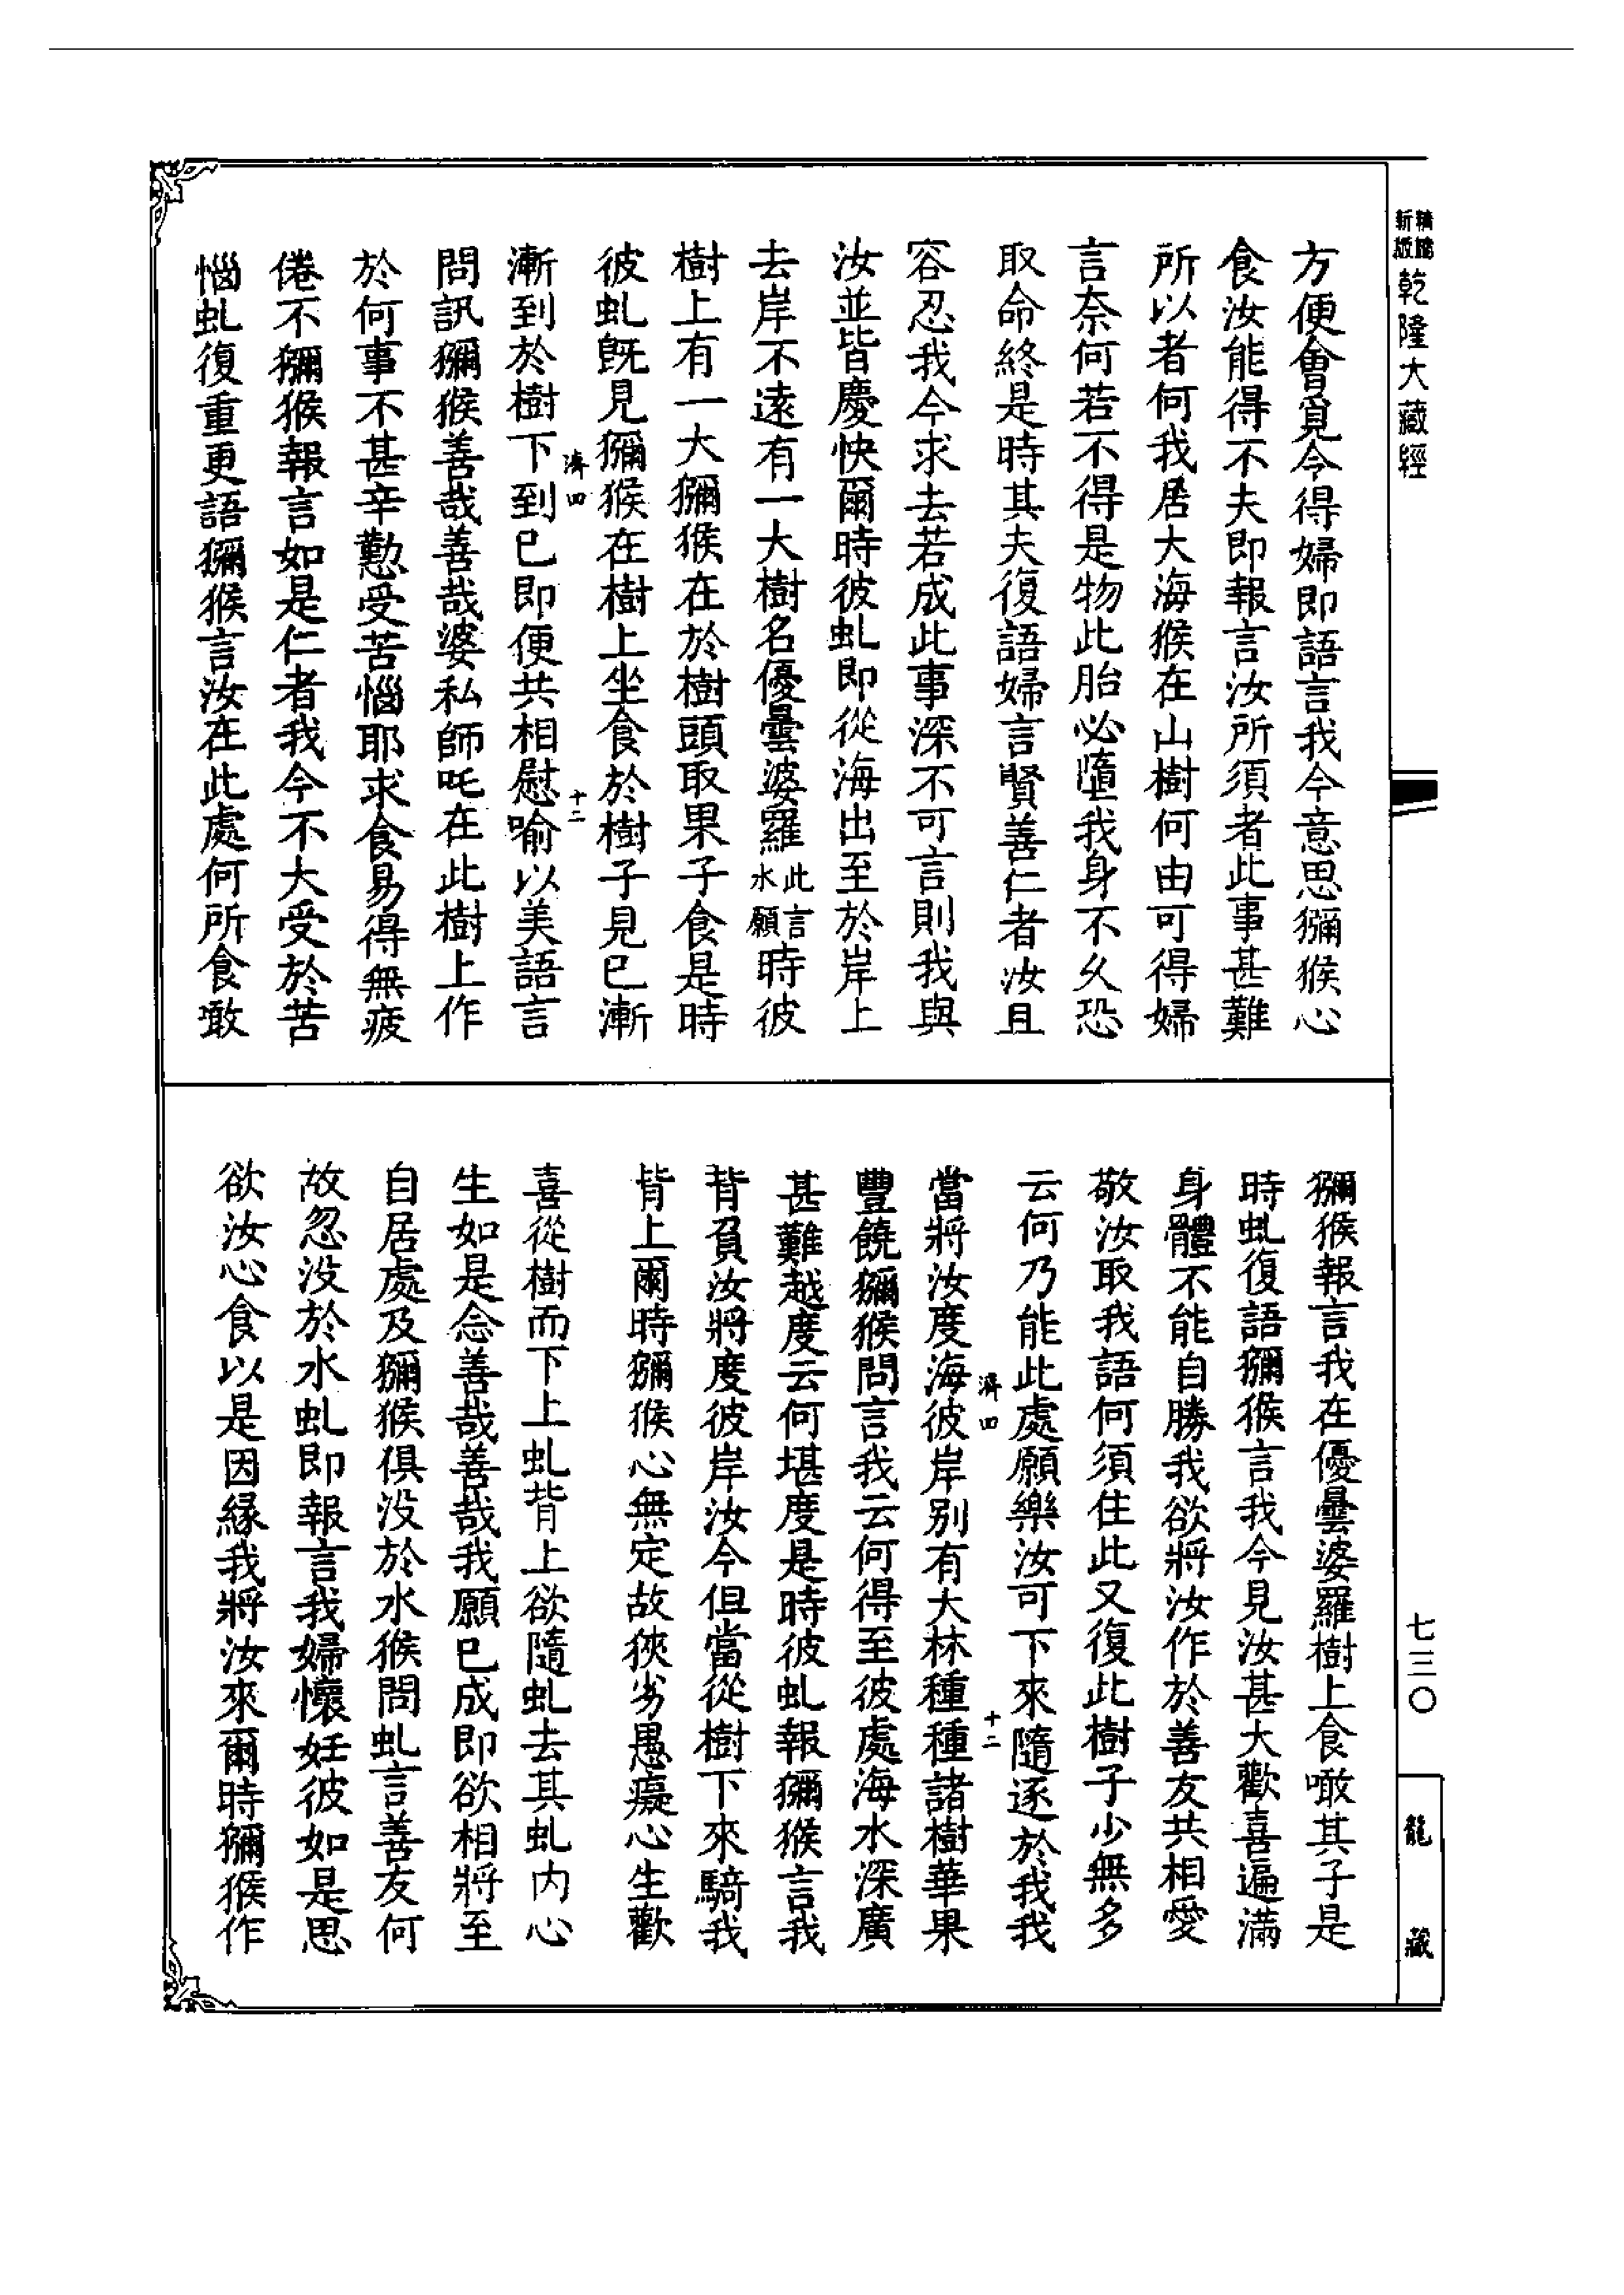 精縮
新版
乾隆大藏經
方便會覓今得婦即語言我今意思獼猴心
食汝能得不夫即報言汝所須者此事甚難
所以者何我居大海猴在山樹何由可得婦
言奈何若不得是物此胎必墮我身不久恐
取命終是時其夫復語婦言賢善仁者汝且
容忍我今求去若成此事深不可言則我與
汝並皆慶快爾時彼虬即從海出至於岸上
去岸不遠有一大樹名優曇婆羅此言水願時彼
樹上有一大獼猴在於樹頭取果子食是時
彼虬旣見獼猴在樹上坐食於樹子見已漸
濟四 十二
漸到於樹下到已即便共相慰喻以美語言
問訊獼猴善哉善哉婆私師吒在此樹上作
於何事不甚辛懃受苦惱耶求食易得無疲
倦不獼猴報言如是仁者我今不大受於苦
惱虬復重更語獼猴言汝在此處何所食噉
獼猴報言我在優曇婆羅樹上食噉其子是
時虬復語獼猴言我今見汝甚大歡喜遍滿
身體不能自勝我欲將汝作於善友共相愛
敬汝取我語何須住此又復此樹子少無多
云何乃能此處願樂汝可下來隨逐於我我
濟四 十二
當將汝度海彼岸别有大林種種諸樹華果
豐饒獼猴問言我云何得至彼處海水深廣
甚難越度云何堪度是時彼虬報獼猴言我
背負汝將度彼岸汝今但當從樹下來騎我
背上爾時獼猴心無定故狹劣愚癡心生歡
喜從樹而下上虬背上欲隨虬去其虬内心
生如是念善哉善哉我願已成即欲相將至
自居處及獼猴俱没於水猴問虬言善友何
故忽没於水虬即報言我婦懷妊彼如是思
欲汝心食以是因緣我將汝來爾時獼猴作
七三〇
龍藏